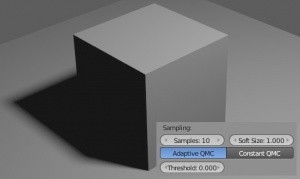 Sampling:
Samples: 10 Soft Size: 1.000
Adaptive QMC Constant QMC
Threshold: 0.000